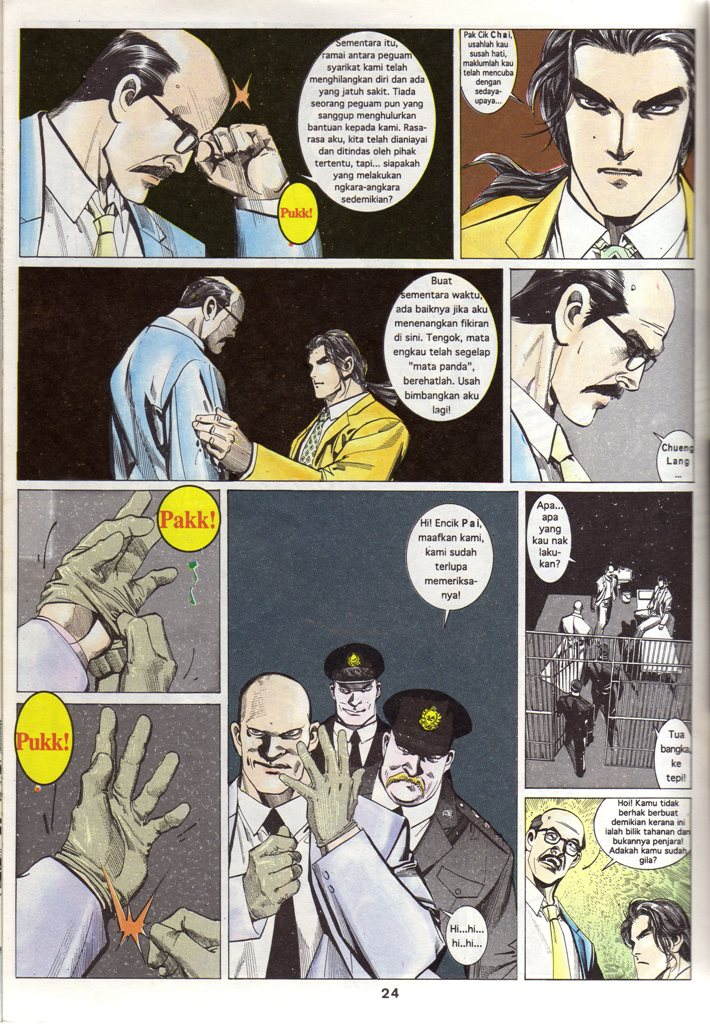 Sementara itu,
ramai antara peguam
syarikat kami telah
menghilangkan diri dan ada
yang jatuh sakit. Tiada
seorang peguam pun yang
sanggup menghulurkan
bantuan kepada kami. Rasa-
rasa aku, kita telah dianiayai
dan ditindas oleh pihak
tertentu, tapi... siapakah
yang melakukan
ngkara-angkara
sedemikian?
Pukk!
Pak Cik Chai,
usahlah kau
susah hati,
maklumlah kau
telah mencuba
dengan
sedaya-
upaya...
Buat
sementara waktu,
ada baiknya jika aku
menenangkan fikiran
di sini. Tengok, mata
engkau telah segelap
"mata panda",
berehatlah. Usah
bimbangkan aku
lagi!
Chueng
Lang
...
Pakk!
Pukk!
Hi! Encik Pai,
maafkan kami,
kami sudah
terlupa
memeriksa-
nya!
Hi...hi...
hi..hi...
Apa...
apa
yang
kau nak
laku-
kan?
Tua
bangka,
ke
tepi!
Hoi! Kamu tidak
berhak berbuat
demikian kerana ini
ialah bilik tahanan dan
bukannya penjara!
Adakah kamu sudah
gila?
24